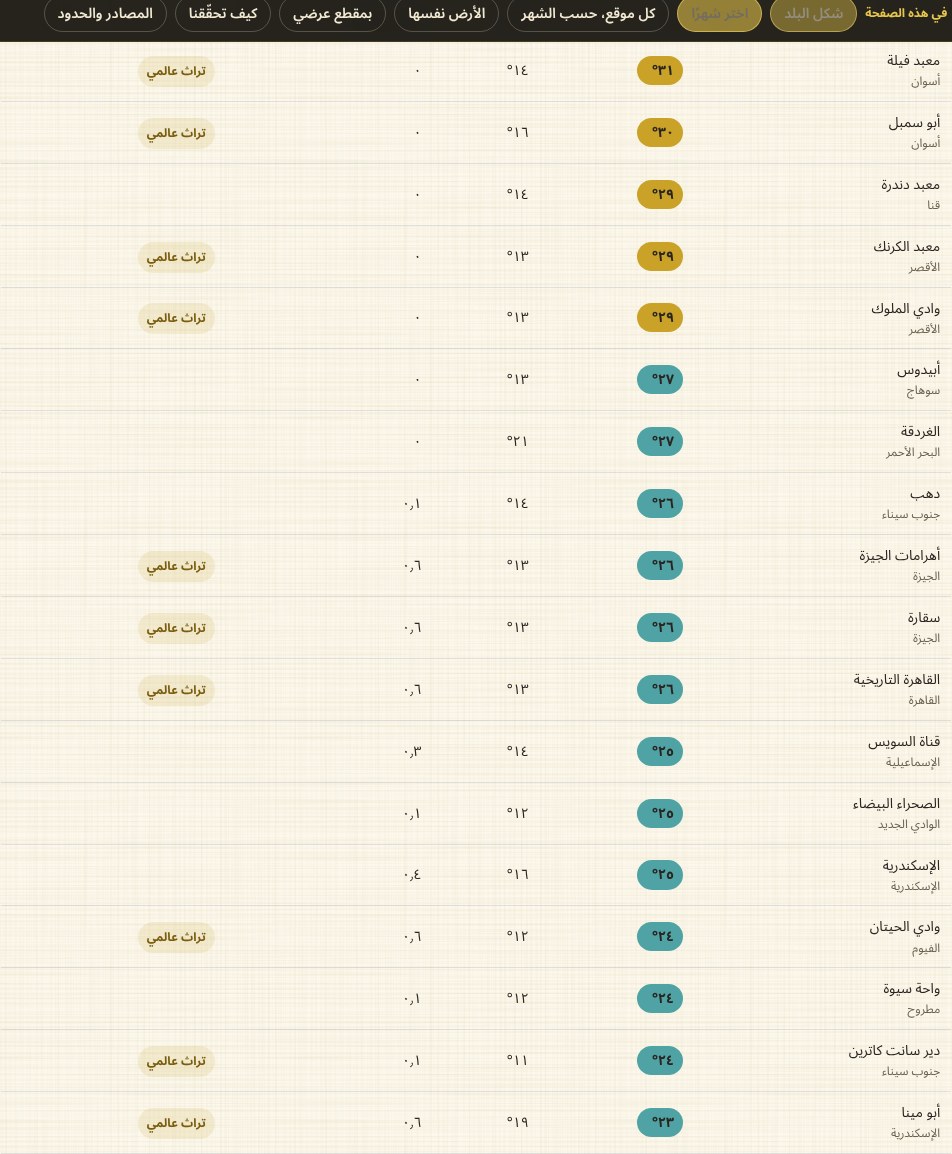 في هذه الصفحة
شكل البلد
اختر شهرًا
كل موقع، حسب الشهر
الأرض نفسها
بمقطع عرضي
كيف تحقّقنا
المصادر والحدود
معبد فيلة
أسوان
°٣١
°١٤
٠
تراث عالمي
أبو سمبل
أسوان
°٣٠
°١٦
٠
تراث عالمي
معبد دندرة
قنا
°٢٩
°١٤
٠
معبد الكرنك
الأقصر
°٢٩
°١٣
٠
تراث عالمي
وادي الملوك
الأقصر
°٢٩
°١٣
٠
تراث عالمي
أبيدوس
سوهاج
°٢٧
°١٣
٠
الغردقة
البحر الأحمر
°٢٧
°٢١
٠
دهب
جنوب سيناء
°٢٦
°١٤
٠٫١
أهرامات الجيزة
الجيزة
°٢٦
°١٣
٠٫٦
تراث عالمي
سقارة
الجيزة
°٢٦
°١٣
٠٫٦
تراث عالمي
القاهرة التاريخية
القاهرة
°٢٦
°١٣
٠٫٦
تراث عالمي
قناة السويس
الإسماعيلية
°٢٥
°١٤
٠٫٣
الصحراء البيضاء
الوادي الجديد
°٢٥
°١٢
٠٫١
الإسكندرية
الإسكندرية
°٢٥
°١٦
٠٫٤
وادي الحيتان
الفيوم
°٢٤
°١٢
٠٫٦
تراث عالمي
واحة سيوة
مطروح
°٢٤
°١٢
٠٫١
دير سانت كاترين
جنوب سيناء
°٢٤
°١١
٠٫١
تراث عالمي
أبو مينا
الإسكندرية
°٢٣
°١٩
٠٫٦
تراث عالمي